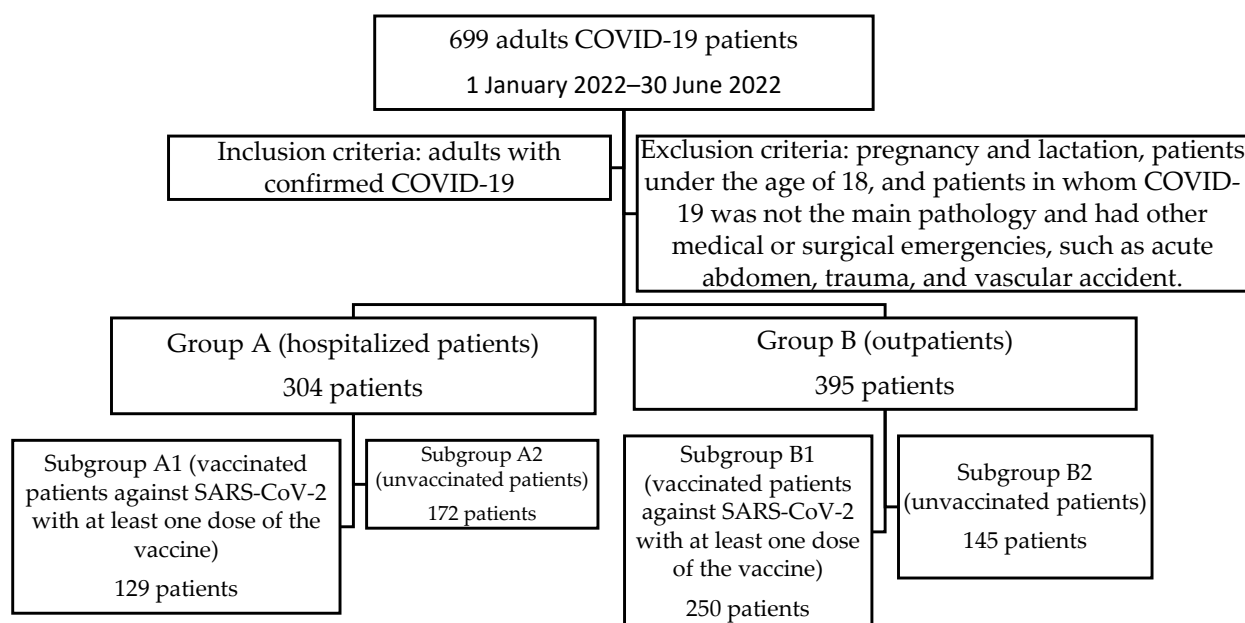 699 adults COVID-19 patients
1 January 2022–30 June 2022
Inclusion criteria: adults with
confirmed COVID-19
Exclusion criteria: pregnancy and lactation, patients
under the age of 18, and patients in whom COVID-
19 was not the main pathology and had other
medical or surgical emergencies, such as acute
abdomen, trauma, and vascular accident.
Group A (hospitalized patients)
304 patients
Group B (outpatients)
395 patients
Subgroup A1 (vaccinated
patients against SARS-CoV-2
with at least one dose of the
vaccine)
129 patients
Subgroup A2
(unvaccinated patients)
172 patients
Subgroup B1
(vaccinated patients
against SARS-CoV-2
with at least one dose
of the vaccine)
250 patients
Subgroup B2
(unvaccinated patients)
145 patients